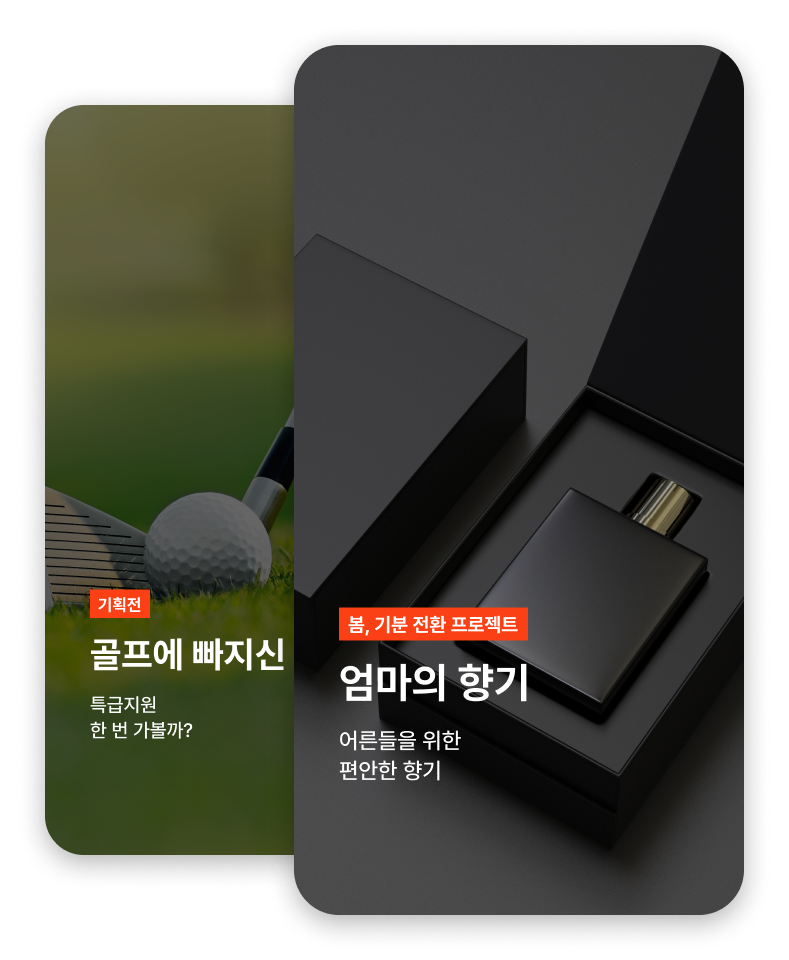 기획전
골프에 빠지신
특급지원
한 번 가볼까?
봄, 기분 전환 프로젝트
엄마의 향기
어른들을 위한
편안한 향기